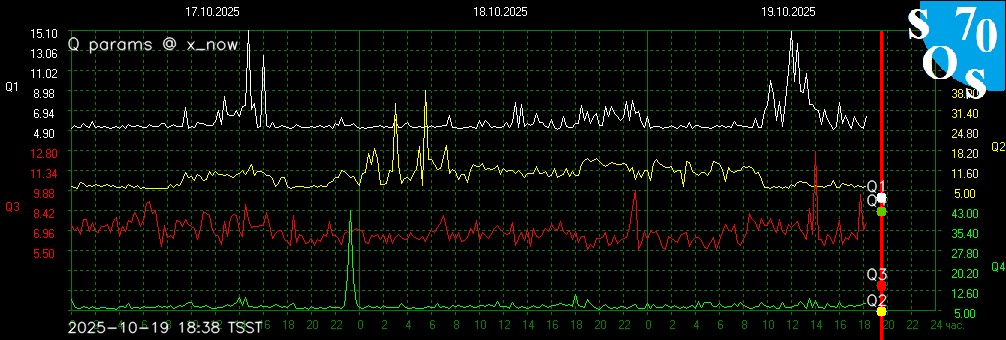 17.10.2025 18.10.2025 19.10.2025
S 70
O
S
Q params @ x_now
15.10
13.06
11.02
Q1 8.98 38.00
6.94 31.40
4.90 24.80
12.80 18.20 Q2
11.34 11.60
9.88 5.00
Q1
Q3 8.42 43.00
6.96 35.40
5.50 27.80
20.20 Q4
Q3
12.60
Q2
5.00
2025-10-19 18:38 TSST
18 20 22 0 2 4 6 8 10 12 14 16 18 20 22 0 2 4 6 8 10 12 14 16 18 20 22 24 час.